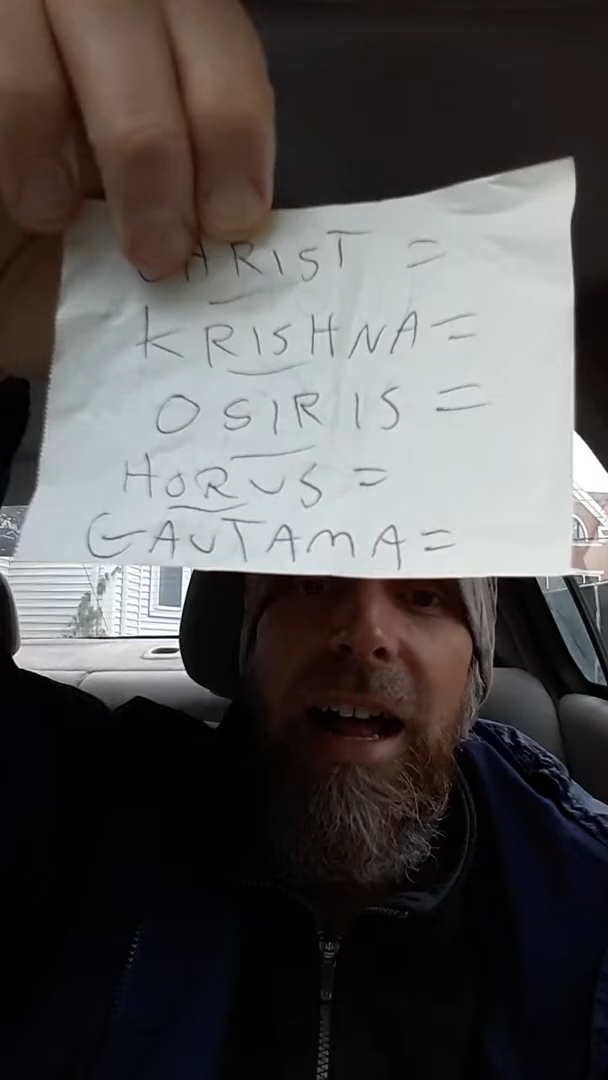 CHRIST =
KRISHNA =
OSIRIS =
HORUS =
GAUTAMA =